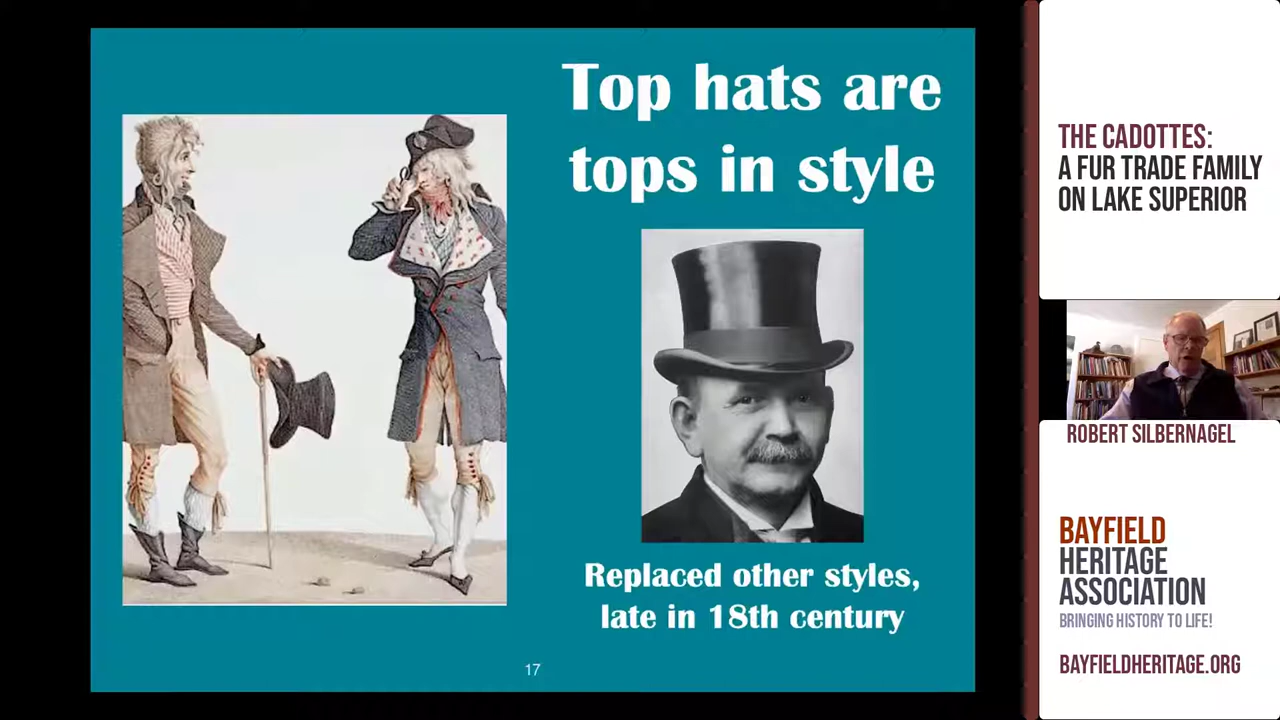 Top hats are
tops in style
Replaced other styles,
late in 18th century
17
THE CADOTTES:
A FUR TRADE FAMILY
ON LAKE SUPERIOR
ROBERT SILBERNAGEL
BAYFIELD
HERITAGE
ASSOCIATION
BRINGING HISTORY TO LIFE!
BAYFIELDHERITAGE.ORG